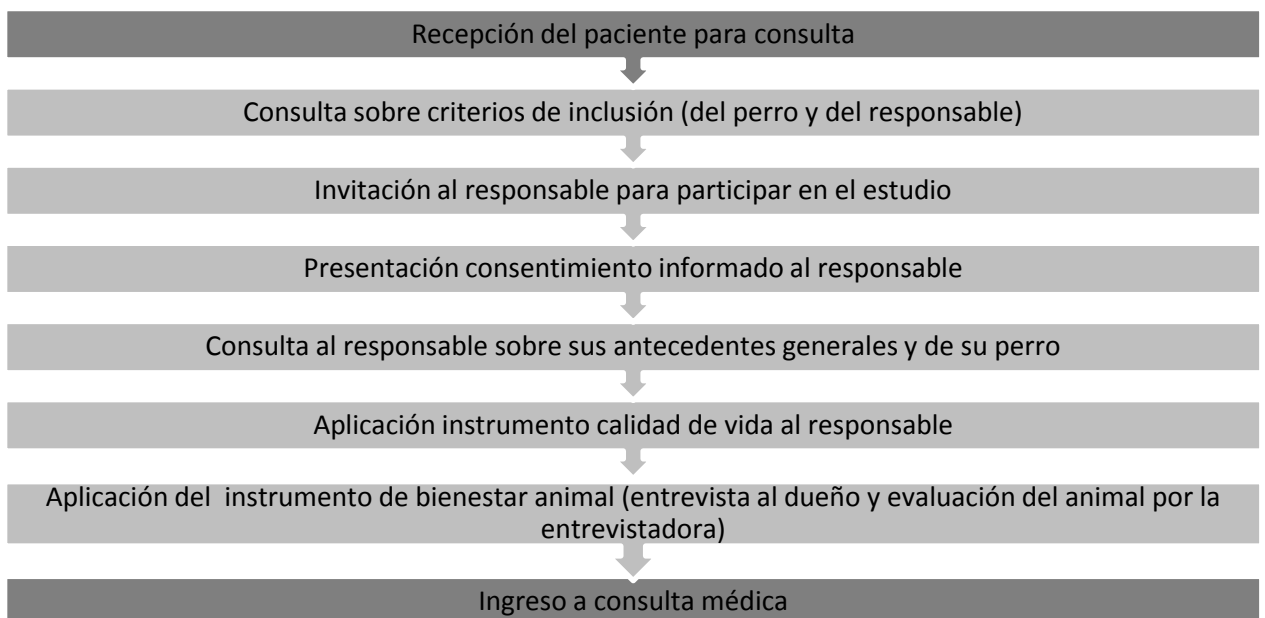 Recepción del paciente para consulta
Consulta sobre criterios de inclusión (del perro y del responsable)
Invitación al responsable para participar en el estudio
Presentación consentimiento informado al responsable
Consulta al responsable sobre sus antecedentes generales y de su perro
Aplicación instrumento calidad de vida al responsable
Aplicación del  instrumento de bienestar animal (entrevista al dueño y evaluación del animal por la
entrevistadora)
Ingreso a consulta médica